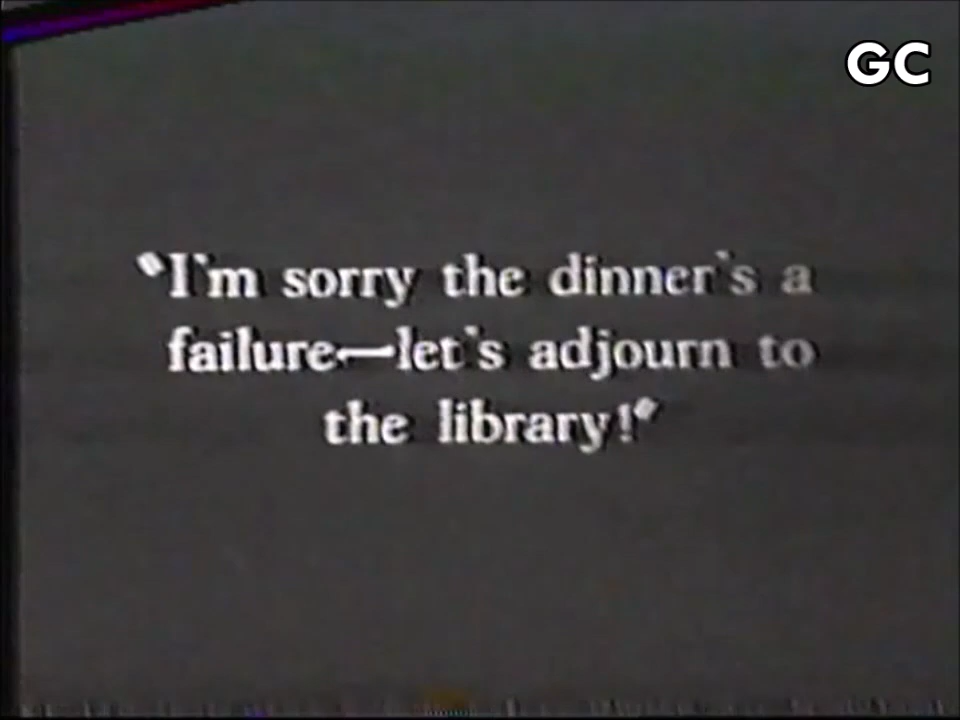 GC
"I'm sorry the dinner's a
failure—let's adjourn to
the library!"